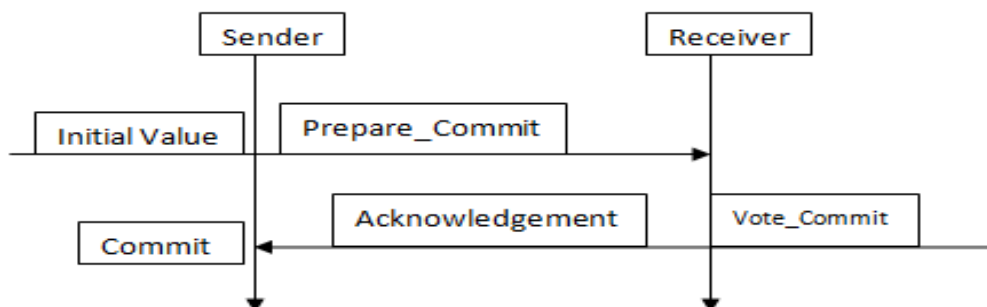 Sender
Receiver
Initial Value
Prepare_Commit
Acknowledgement
Vote_Commit
Commit